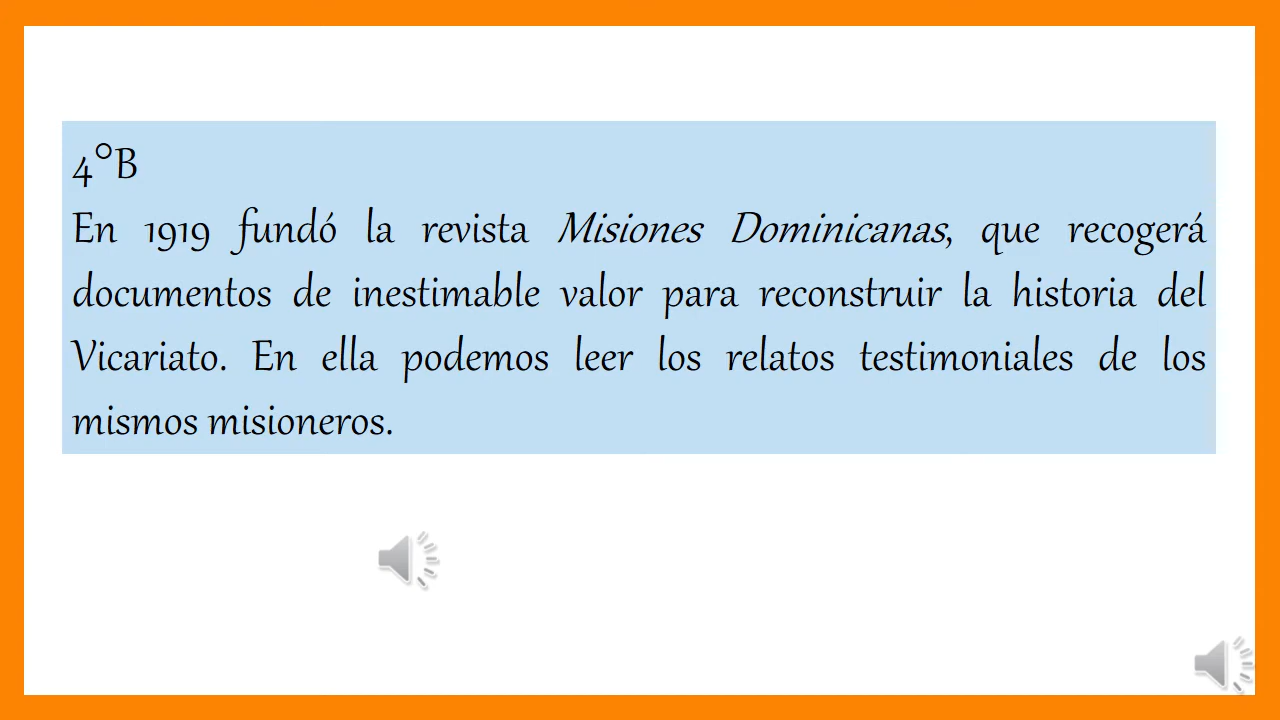 4°B
En 1919 fundó la revista Misiones Dominicanas, que recogerá
documentos de inestimable valor para reconstruir la historia del
Vicariato. En ella podemos leer los relatos testimoniales de los
mismos misioneros.